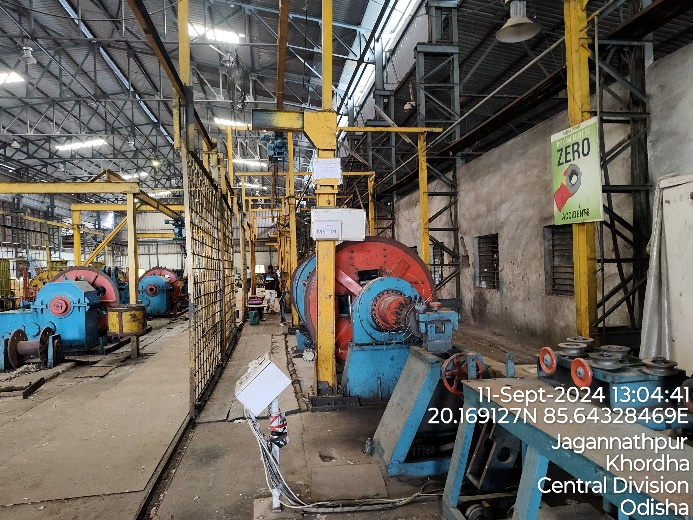 ZERO
ACCIDENTS
11-Sept-2024 13:04:41
20.169127N 85.64328469E
Jagannathpur
Khordha
Central Division
Odisha